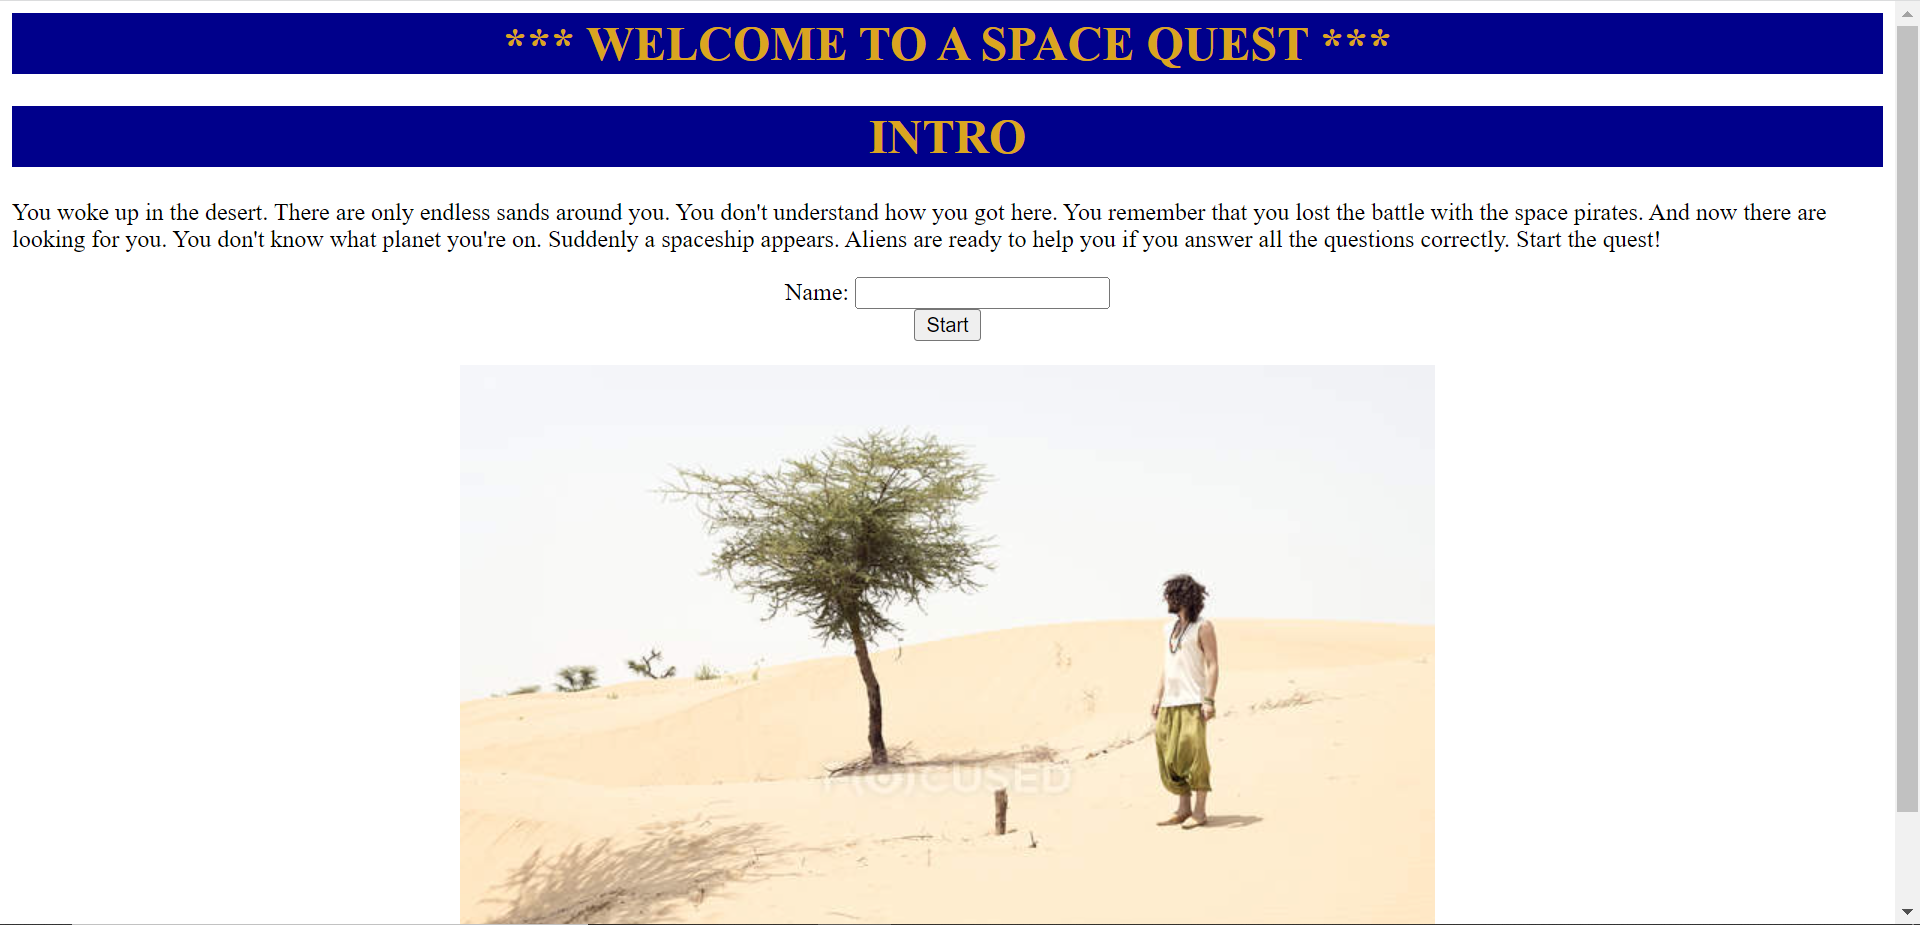 *** WELCOME TO A SPACE QUEST ***
INTRO
You woke up in the desert. There are only endless sands around you. You don't understand how you got here. You remember that you lost the battle with the space pirates. And now there are
looking for you. You don't know what planet you're on. Suddenly a spaceship appears. Aliens are ready to help you if you answer all the questions correctly. Start the quest!
Name:
Start
F(O)CUSED